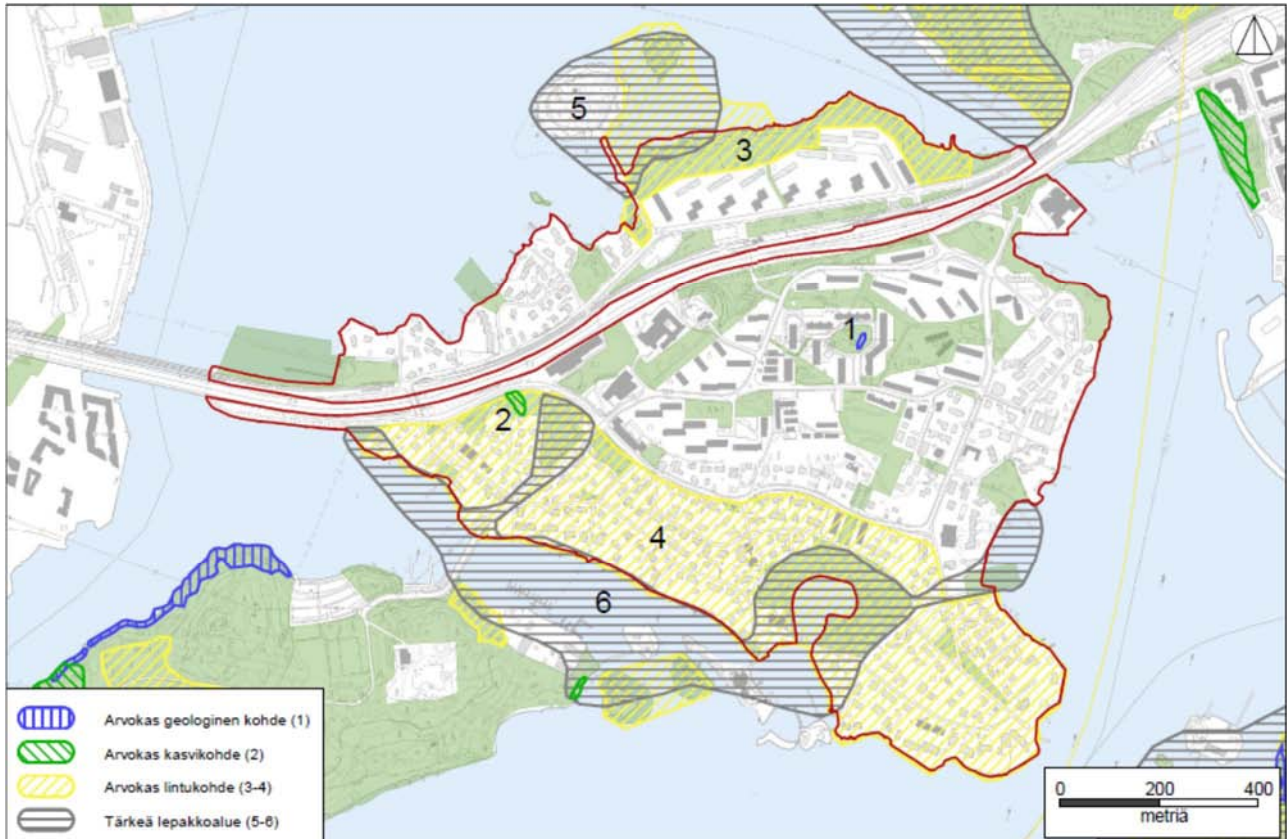 5
3
1
2
4
6
Arvokas geologinen kohde (1)
Arvokas kasvikohde (2)
Arvokas lintukohde (3-4)
Tärkeä lepakkoalue (5-6)
0 200 400
metriä